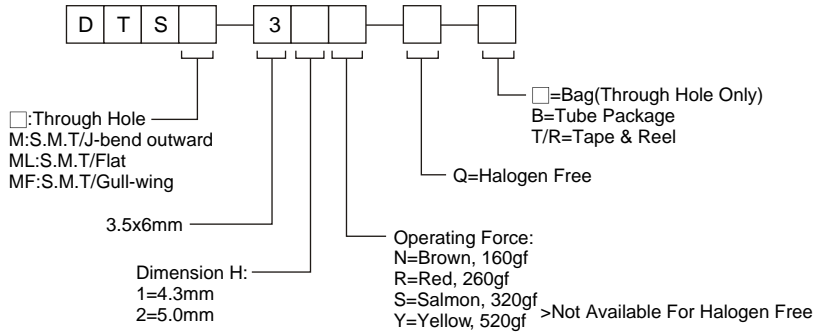 D T S □ 3 □ □ □ □
□:Through Hole
M:S.M.T/J-bend outward
ML:S.M.T/Flat
MF:S.M.T/Gull-wing
3.5x6mm
Dimension H:
1=4.3mm
2=5.0mm
Operating Force:
N=Brown, 160gf
R=Red, 260gf
S=Salmon, 320gf
Y=Yellow, 520gf
>Not Available For Halogen Free
Q=Halogen Free
□=Bag(Through Hole Only)
B=Tube Package
T/R=Tape & Reel